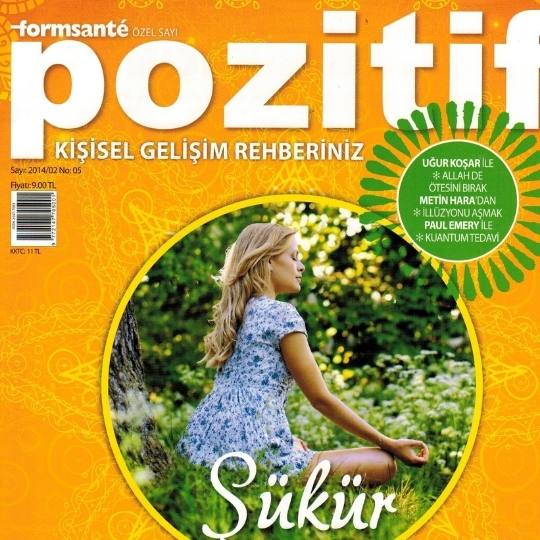 formsanté ÖZEL SAYI
pozitif
KİŞİSEL GELİŞİM REHBERİNİZ
Sayı: 2014/02 No: 05
Fiyatı: 9.00 TL
KKTC: 11 TL
UĞUR KOŞAR İLE
* ALLAH DE
ÖTESİNİ BIRAK
METİN HARA'DAN
* İLLÜZYONU AŞMAK
PAUL EMERY İLE
* KUANTUM TEDAVİ
Şükür